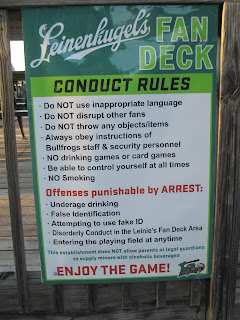 Leinenkugel's FAN
DECK
CONDUCT RULES
· Do NOT use inappropriate language
· Do NOT disrupt other fans
· Do NOT throw any objects/items
· Always obey instructions of
Bullfrogs staff & security personnel
· NO drinking games or card games
· Be able to control yourself at all times
· NO Smoking
Offenses punishable by ARREST:
· Underage drinking
· False Identification
· Attempting to use fake ID
· Disorderly Conduct in the Leinie's Fan Deck Area
· Entering the playing field at anytime
This establishment does NOT allow parents or legal guardians
to supply minors with alcoholic beverages
ENJOY THE GAME!